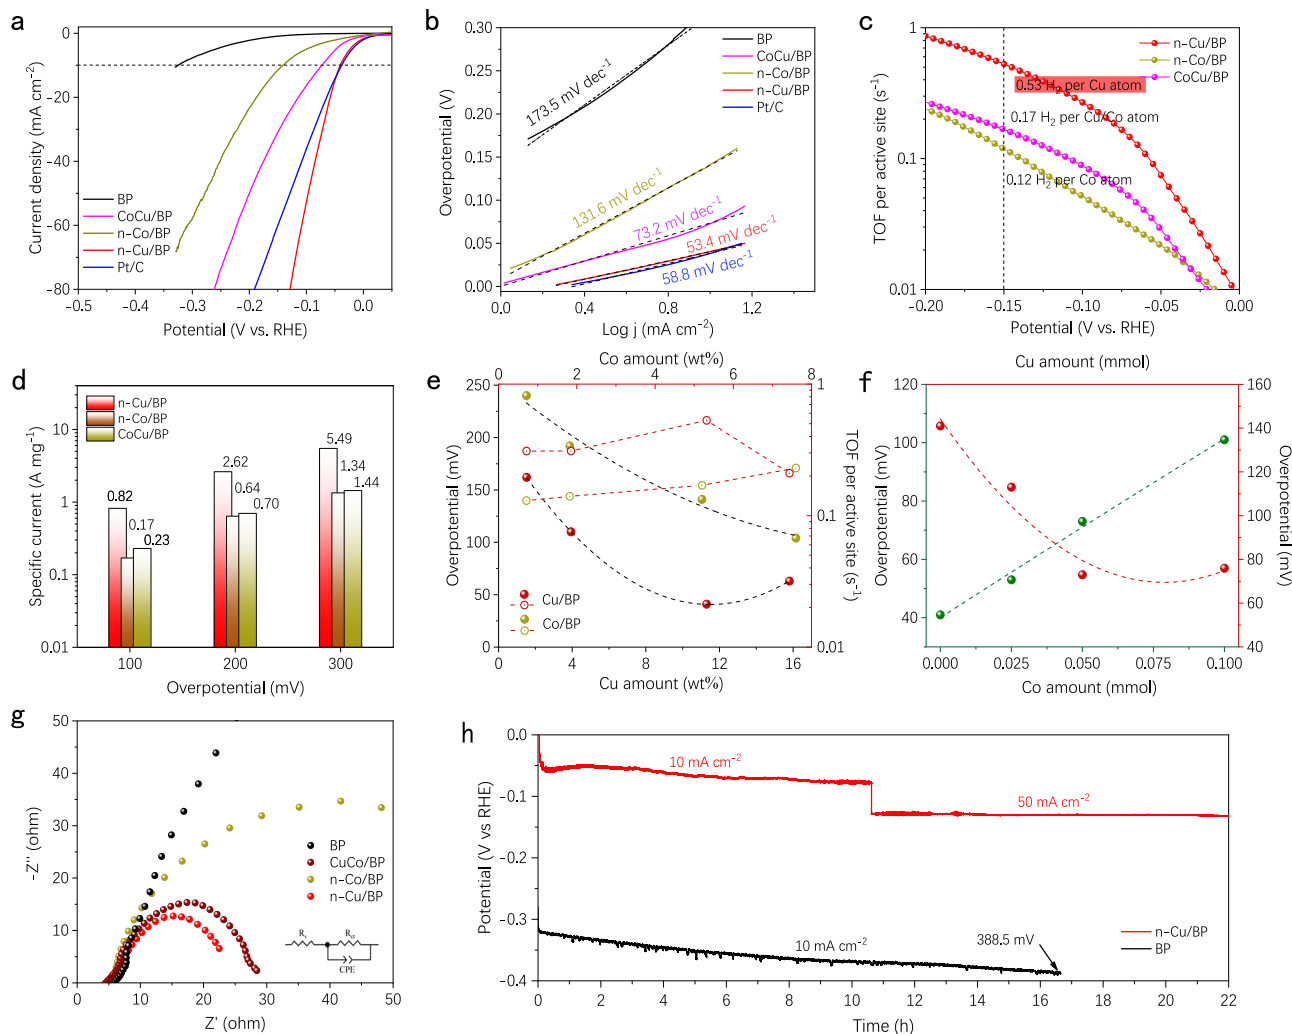 a
0
-20
-40
-60
-80
Current density (mA cm⁻²)
BP
CoCu/BP
n-Co/BP
n-Cu/BP
Pt/C
-0.5
-0.4
-0.3
-0.2
-0.1
0.0
Potential (V vs. RHE)
b
0.30
0.25
0.20
0.15
0.10
0.05
0.00
Overpotential (V)
BP
CoCu/BP
n-Co/BP
n-Cu/BP
Pt/C
173.5 mV dec⁻¹
131.6 mV dec⁻¹
73.2 mV dec⁻¹
53.4 mV dec⁻¹
58.8 mV dec⁻¹
0.0
0.4
0.8
1.2
Log j (mA cm⁻²)
c
1
0.1
0.01
TOF per active site (s⁻¹)
n-Cu/BP
n-Co/BP
CoCu/BP
0.53 H₂ per Cu atom
0.17 H₂ per Cu/Co atom
0.12 H₂ per Co atom
-0.20
-0.15
-0.10
-0.05
0.00
Potential (V vs. RHE)
d
10
1
0.1
0.01
Specific current (A mg⁻¹)
n-Cu/BP
n-Co/BP
CoCu/BP
0.82
0.17
0.23
2.62
0.64
0.70
5.49
1.34
1.44
100
200
300
Overpotential (mV)
e
Co amount (wt%)
0
2
4
6
8
250
200
150
100
50
0
Overpotential (mV)
Cu/BP
Co/BP
1
0.1
0.01
TOF per active site (s⁻¹)
0
4
8
12
16
Cu amount (wt%)
f
Cu amount (mmol)
120
100
80
60
40
Overpotential (mV)
160
140
120
100
80
60
40
Overpotential (mV)
0.000
0.025
0.050
0.075
0.100
Co amount (mmol)
g
50
40
30
20
10
0
-Z'' (ohm)
BP
CuCo/BP
n-Co/BP
n-Cu/BP
CPE
0
10
20
30
40
50
Z' (ohm)
h
0.0
-0.1
-0.2
-0.3
-0.4
Potential (V vs RHE)
10 mA cm⁻²
50 mA cm⁻²
10 mA cm⁻²
388.5 mV
n-Cu/BP
BP
0
2
4
6
8
10
12
14
16
18
20
22
Time (h)